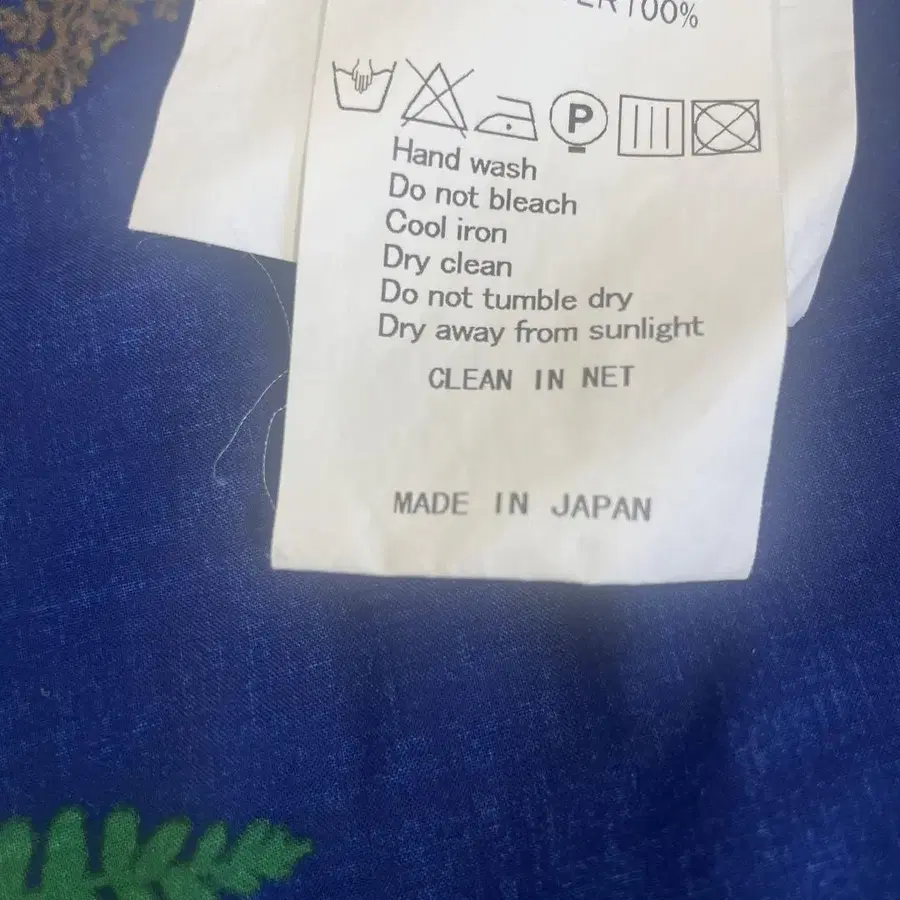 100%
P
Hand wash
Do not bleach
Cool iron
Dry clean
Do not tumble dry
Dry away from sunlight
CLEAN IN NET
MADE IN JAPAN